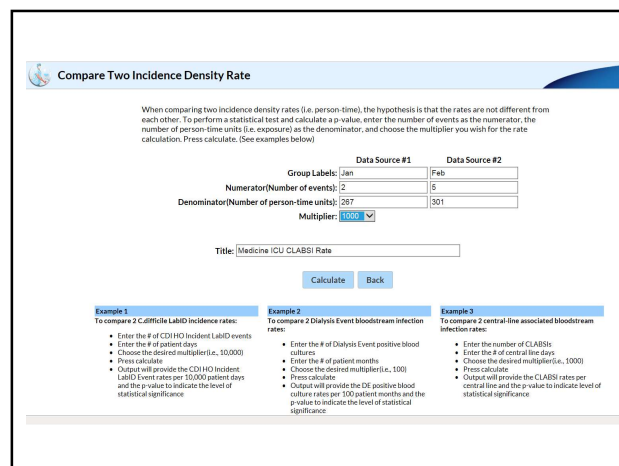 Compare Two Incidence Density Rate
When comparing two incidence density rates (i.e. person-time), the hypothesis is that the rates are not different from
each other. To perform a statistical test and calculate a p-value, enter the number of events as the numerator, the
number of person-time units (i.e. exposure) as the denominator, and choose the multiplier you wish for the rate
calculation. Press calculate. (See examples below)
Data Source #1 Data Source #2
Group Labels: Jan Feb
Numerator(Number of events): 2 5
Denominator(Number of person-time units): 267 301
Multiplier: 1000
Title: Medicine ICU CLABSI Rate
Calculate Back
Example 1
To compare 2 C.difficile LabID incidence rates:
• Enter the # of CDI HO Incident LabID events
• Enter the # of patient days
• Choose the desired multiplier(i.e., 10,000)
• Press calculate
• Output will provide the CDI HO Incident
LabID Event rates per 10,000 patient days
and the p-value to indicate the level of
statistical significance
Example 2
To compare 2 Dialysis Event bloodstream infection
rates:
• Enter the # of Dialysis Event positive blood
cultures
• Enter # of patient months
• Choose the desired multiplier(i.e., 100)
• Press calculate
• Output will provide the DE positive blood
culture rates per 100 patient months and the
p-value to indicate the level of statistical
significance
Example 3
To compare 2 central-line associated bloodstream
infection rates:
• Enter the number of CLABSIs
• Enter the # of central line days
• Choose the desired multiplier(i.e., 1000)
• Press calculate
• Output will provide the CLABSI rates per
central line and the p-value to indicate level of
statistical significance